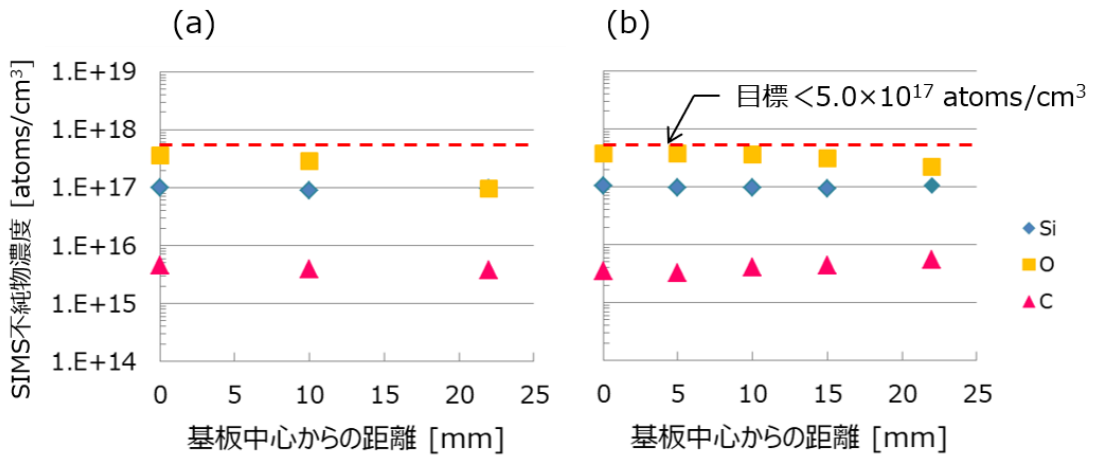 (a)
(b)
SIMS不純物濃度 [atoms/cm³]
1.E+19
1.E+18
1.E+17
1.E+16
1.E+15
1.E+14
目標＜5.0×10¹⁷ atoms/cm³
Si
O
C
0 5 10 15 20 25
0 5 10 15 20 25
基板中心からの距離 [mm]
基板中心からの距離 [mm]